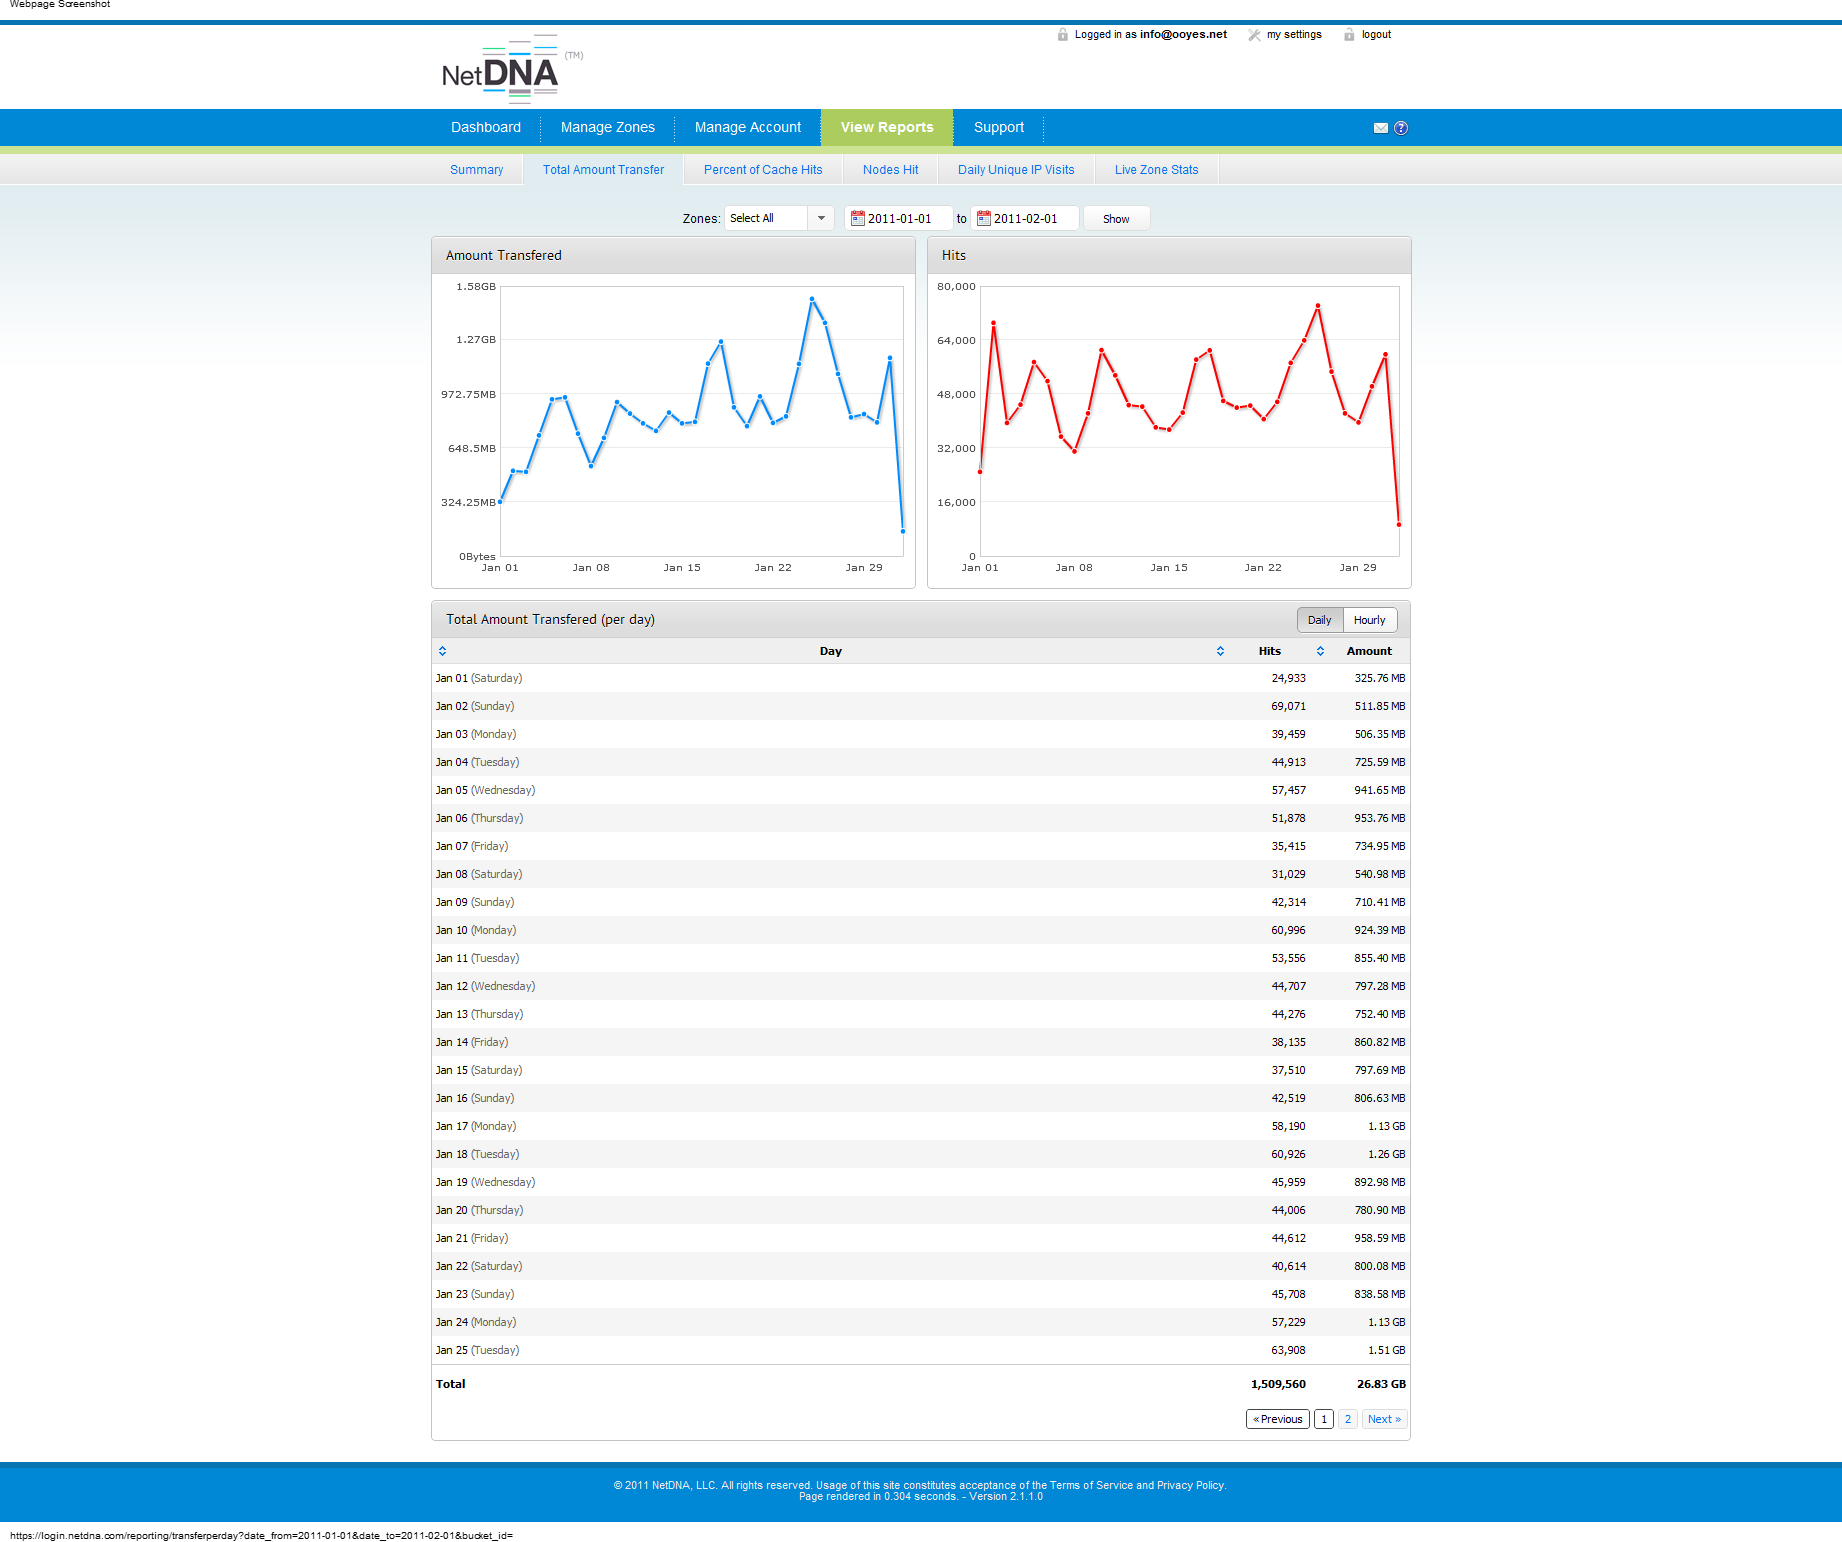 Webpage Screenshot
Logged in as info@ooyes.net my settings logout
NetDNA (TM)
Dashboard Manage Zones Manage Account View Reports Support
Summary Total Amount Transfer Percent of Cache Hits Nodes Hit Daily Unique IP Visits Live Zone Stats
Zones: Select All 2011-01-01 to 2011-02-01 Show
Amount Transfered
1.58GB
1.27GB
972.75MB
648.5MB
324.25MB
0Bytes
Jan 01 Jan 08 Jan 15 Jan 22 Jan 29
Hits
80,000
64,000
48,000
32,000
16,000
0
Jan 01 Jan 08 Jan 15 Jan 22 Jan 29
Total Amount Transfered (per day) Daily Hourly
Day Hits Amount
Jan 01 (Saturday) 24,933 325.76 MB
Jan 02 (Sunday) 69,071 511.85 MB
Jan 03 (Monday) 39,459 506.35 MB
Jan 04 (Tuesday) 44,913 725.59 MB
Jan 05 (Wednesday) 57,457 941.65 MB
Jan 06 (Thursday) 51,878 953.76 MB
Jan 07 (Friday) 35,415 734.95 MB
Jan 08 (Saturday) 31,029 540.98 MB
Jan 09 (Sunday) 42,314 710.41 MB
Jan 10 (Monday) 60,996 924.39 MB
Jan 11 (Tuesday) 53,556 855.40 MB
Jan 12 (Wednesday) 44,707 797.28 MB
Jan 13 (Thursday) 44,276 752.40 MB
Jan 14 (Friday) 38,135 860.82 MB
Jan 15 (Saturday) 37,510 797.69 MB
Jan 16 (Sunday) 42,519 806.63 MB
Jan 17 (Monday) 58,190 1.13 GB
Jan 18 (Tuesday) 60,926 1.26 GB
Jan 19 (Wednesday) 45,959 892.98 MB
Jan 20 (Thursday) 44,006 780.90 MB
Jan 21 (Friday) 44,612 958.59 MB
Jan 22 (Saturday) 40,614 800.08 MB
Jan 23 (Sunday) 45,708 838.58 MB
Jan 24 (Monday) 57,229 1.13 GB
Jan 25 (Tuesday) 63,908 1.51 GB
Total 1,509,560 26.83 GB
« Previous 1 2 Next »
© 2011 NetDNA, LLC. All rights reserved. Usage of this site constitutes acceptance of the Terms of Service and Privacy Policy.
Page rendered in 0.304 seconds. - Version 2.1.1.0
https://login.netdna.com/reporting/transferperday?date_from=2011-01-01&date_to=2011-02-01&bucket_id=